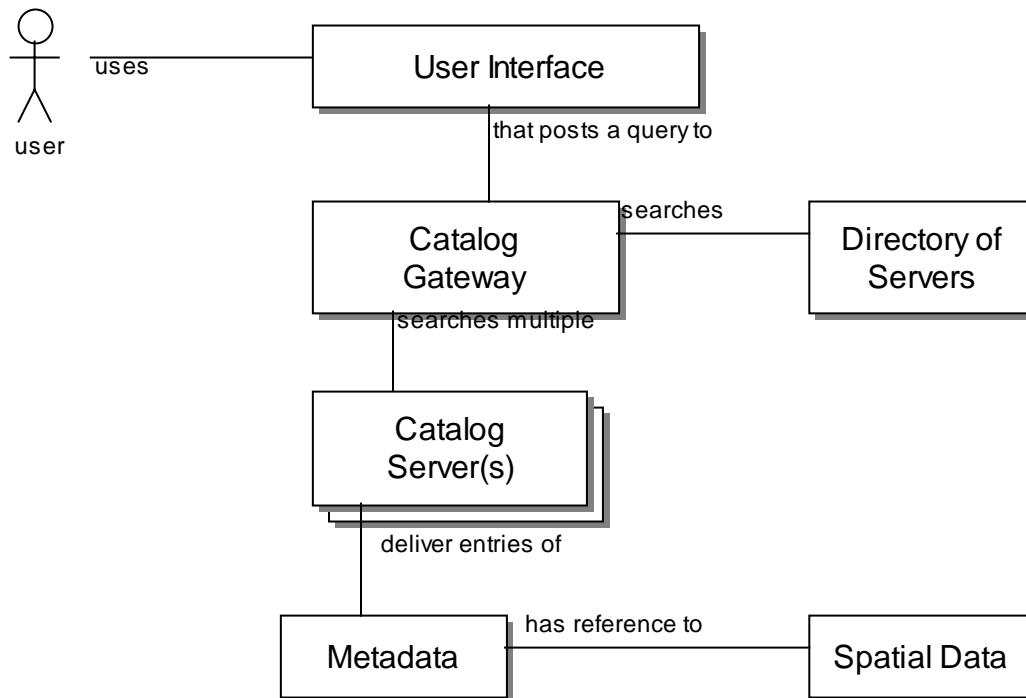 User Interface
uses
that posts a query to
user
searches
Catalog
Gateway
Directory of
Servers
searches multiple
Catalog
Server(s)
deliver entries of
has reference to
Metadata
Spatial Data